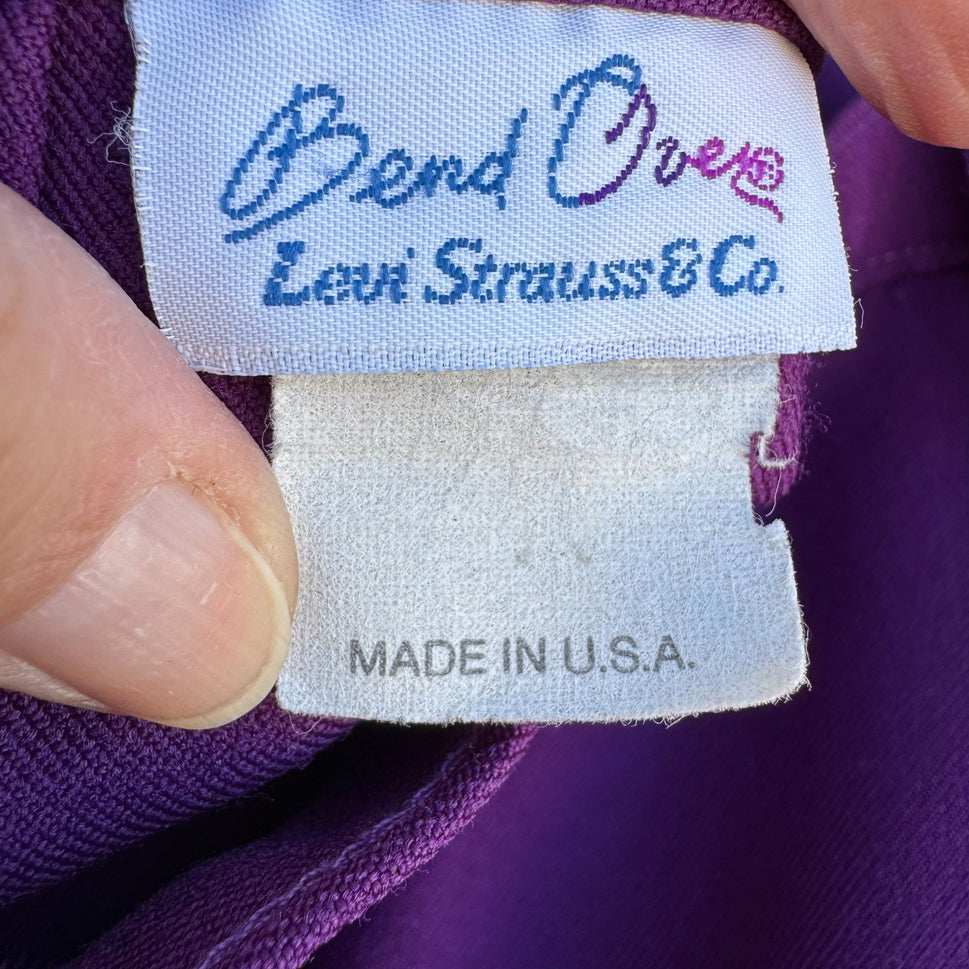 Bend Over®
Levi Strauss & Co.
MADE IN U.S.A.